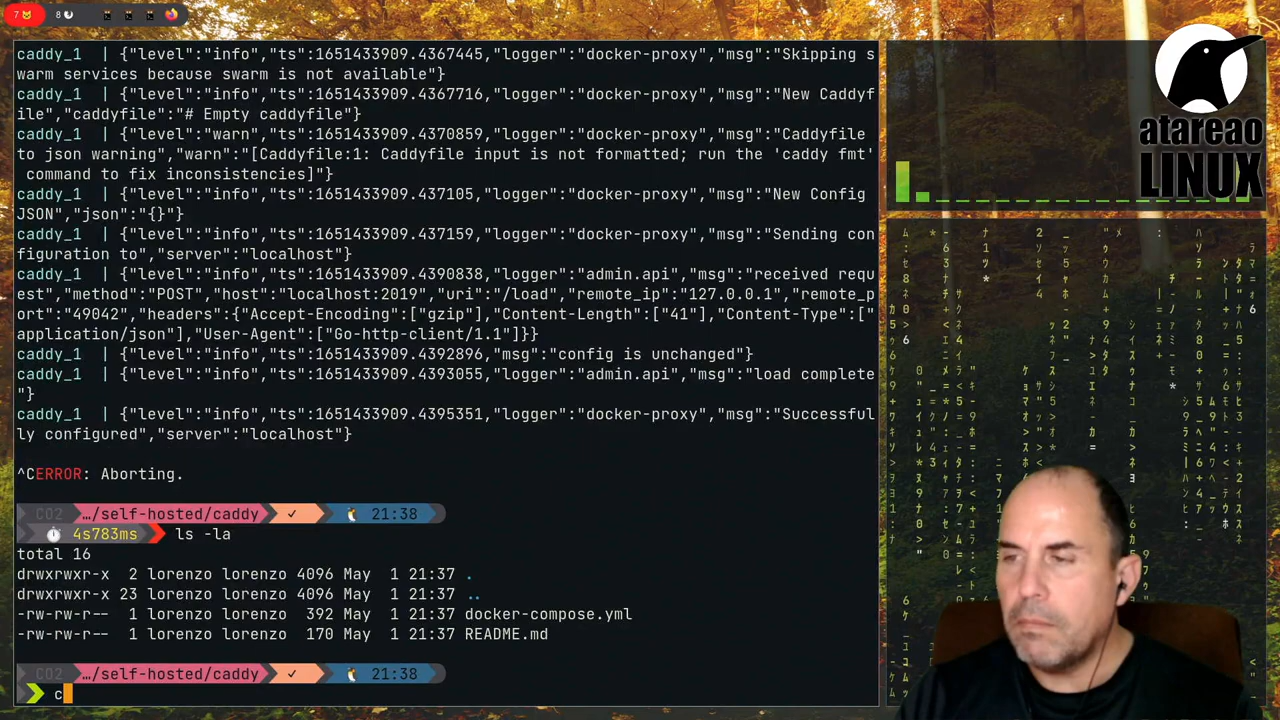 7 8
caddy_1  | {"level":"info","ts":1651433909.4367445,"logger":"docker-proxy","msg":"Skipping s
warm services because swarm is not available"}
caddy_1  | {"level":"info","ts":1651433909.4367716,"logger":"docker-proxy","msg":"New Caddyf
ile","caddyfile":"# Empty caddyfile"}
caddy_1  | {"level":"warn","ts":1651433909.4370859,"logger":"docker-proxy","msg":"Caddyfile
to json warning","warn":"[Caddyfile:1: Caddyfile input is not formatted; run the 'caddy fmt'
 command to fix inconsistencies]"}
caddy_1  | {"level":"info","ts":1651433909.437105,"logger":"docker-proxy","msg":"New Config
JSON","json":"{}"}
caddy_1  | {"level":"info","ts":1651433909.437159,"logger":"docker-proxy","msg":"Sending con
figuration to","server":"localhost"}
caddy_1  | {"level":"info","ts":1651433909.4390838,"logger":"admin.api","msg":"received requ
est","method":"POST","host":"localhost:2019","uri":"/load","remote_ip":"127.0.0.1","remote_p
ort":"49042","headers":{"Accept-Encoding":["gzip"],"Content-Length":["41"],"Content-Type":["
application/json"],"User-Agent":["Go-http-client/1.1"]}}
caddy_1  | {"level":"info","ts":1651433909.4392896,"msg":"config is unchanged"}
caddy_1  | {"level":"info","ts":1651433909.4393055,"logger":"admin.api","msg":"load complete
"}
caddy_1  | {"level":"info","ts":1651433909.4395351,"logger":"docker-proxy","msg":"Successful
ly configured","server":"localhost"}
^CERROR: Aborting.
CO2 …/self-hosted/caddy ✓ 21:38
4s783ms ls -la
total 16
drwxrwxr-x  2 lorenzo lorenzo 4096 May  1 21:37 .
drwxrwxr-x 23 lorenzo lorenzo 4096 May  1 21:37 ..
-rw-rw-r--  1 lorenzo lorenzo  392 May  1 21:37 docker-compose.yml
-rw-rw-r--  1 lorenzo lorenzo  170 May  1 21:37 README.md
CO2 …/self-hosted/caddy ✓ 21:38
c
atareao
LINUX